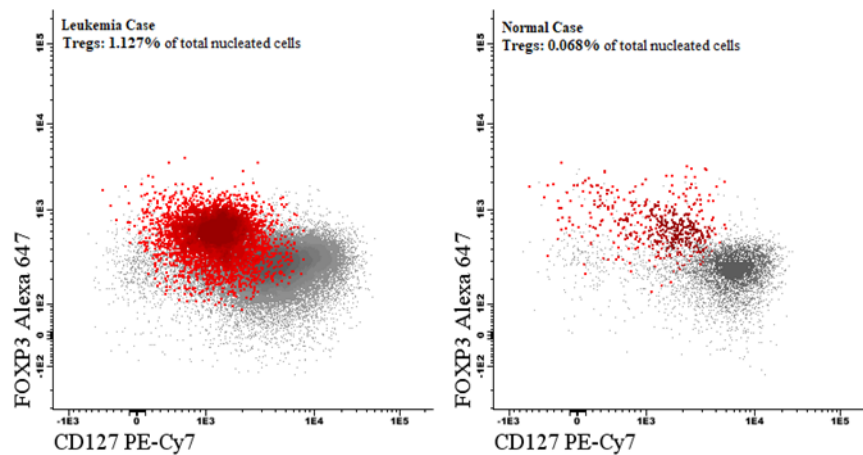 Leukemia Case
Tregs: 1.127% of total nucleated cells
1E5
1E4
1E3
1E2
0
-1E2
FOXP3 Alexa 647
-1E3
0
1E3
1E4
1E5
CD127 PE-Cy7
Normal Case
Tregs: 0.068% of total nucleated cells
1E5
1E4
1E3
1E2
0
-1E2
FOXP3 Alexa 647
-1E3
0
1E3
1E4
1E5
CD127 PE-Cy7